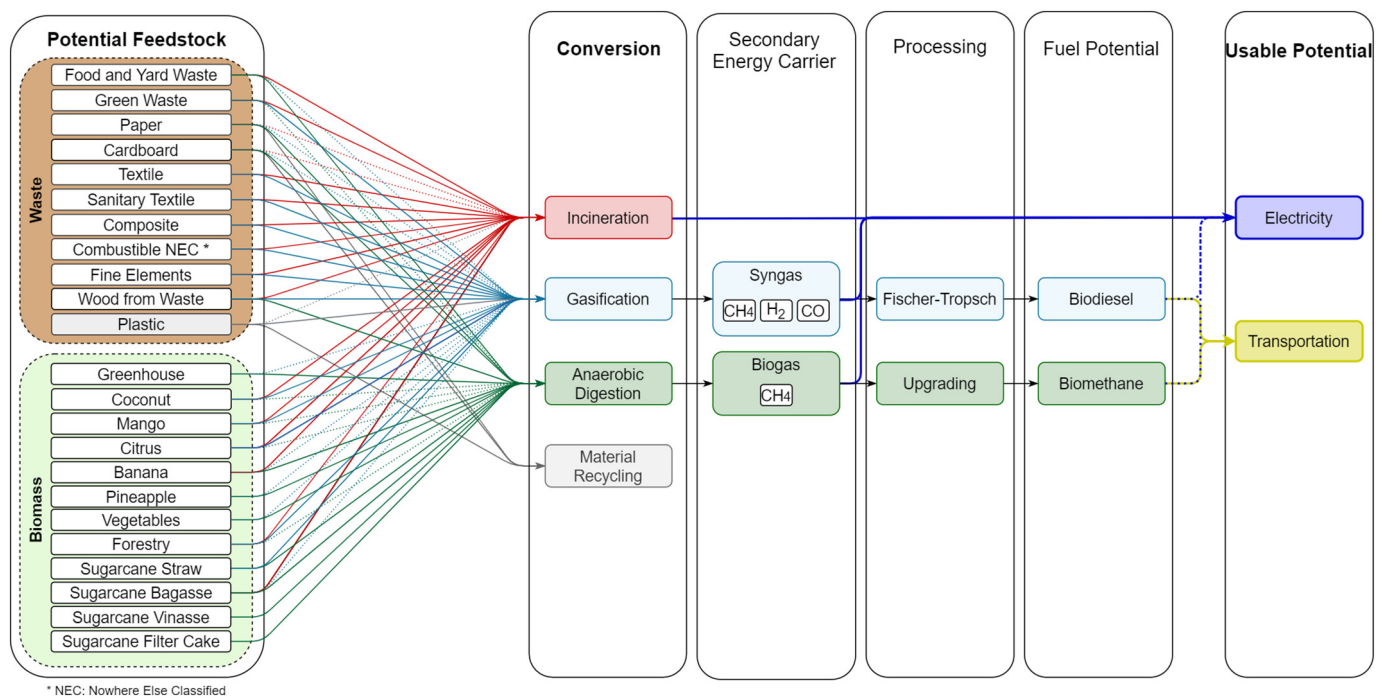 Potential Feedstock
Waste
Food and Yard Waste
Green Waste
Paper
Cardboard
Textile
Sanitary Textile
Composite
Combustible NEC *
Fine Elements
Wood from Waste
Plastic
Biomass
Greenhouse
Coconut
Mango
Citrus
Banana
Pineapple
Vegetables
Forestry
Sugarcane Straw
Sugarcane Bagasse
Sugarcane Vinasse
Sugarcane Filter Cake
* NEC: Nowhere Else Classified
Conversion
Incineration
Gasification
Anaerobic
Digestion
Material
Recycling
Secondary
Energy Carrier
Syngas
CH4 H2 CO
Biogas
CH4
Processing
Fischer-Tropsch
Upgrading
Fuel Potential
Biodiesel
Biomethane
Usable Potential
Electricity
Transportation